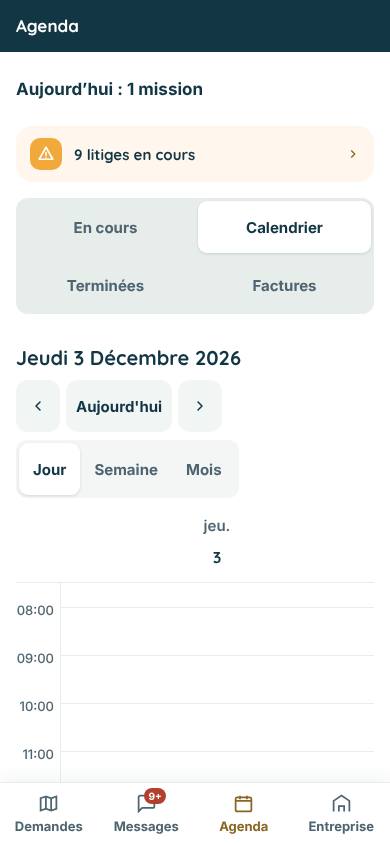 Agenda
Aujourd'hui : 1 mission
9 litiges en cours
En cours
Calendrier
Terminées
Factures
Jeudi 3 Décembre 2026
Aujourd'hui
Jour
Semaine
Mois
jeu.
3
08:00
09:00
10:00
11:00
9+
Demandes
Messages
Agenda
Entreprise